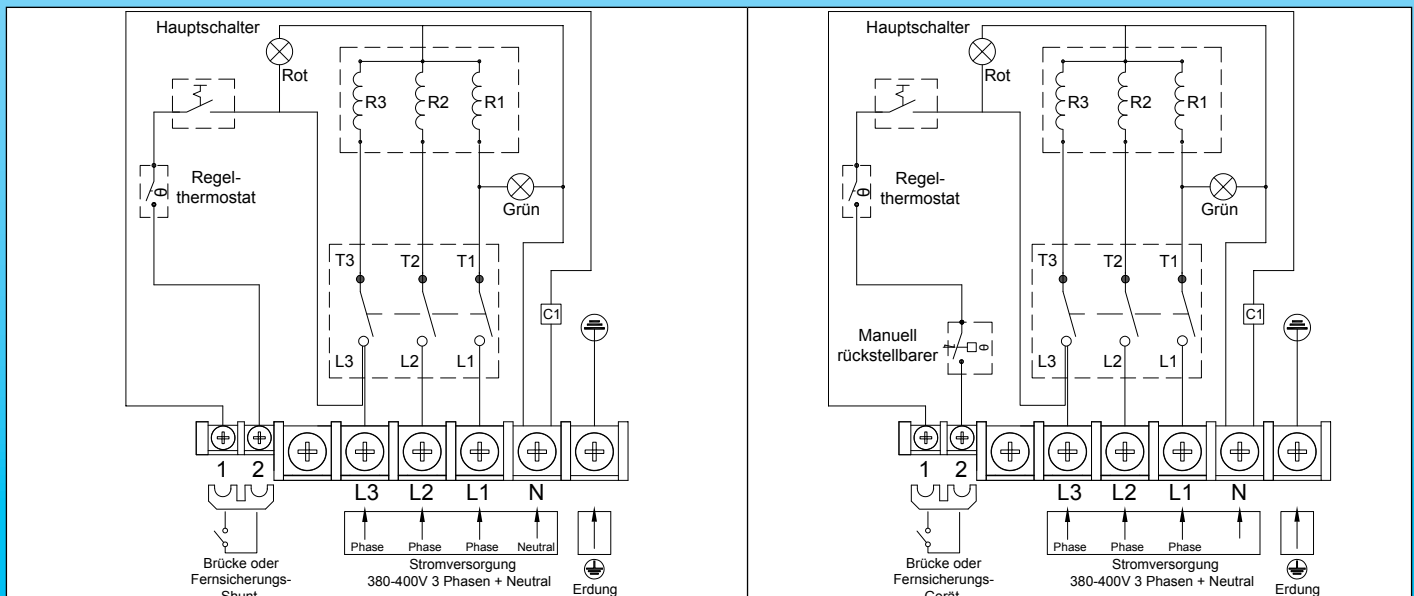 Hauptschalter
Rot
R3 R2 R1
Regel-
thermostat
θ
Grün
T3 T2 T1
C1
L3 L2 L1
1 2
L3 L2 L1 N
Phase Phase Phase Neutral
Brücke oder
Fernsicherungs-
Shunt
Stromversorgung
380-400V 3 Phasen + Neutral
Erdung
Hauptschalter
Rot
R3 R2 R1
Regel-
thermostat
θ
Grün
T3 T2 T1
C1
Manuell
rückstellbarer
θ
L3 L2 L1
1 2
L3 L2 L1 N
Phase Phase Phase
Brücke oder
Fernsicherungs-
Gerät
Stromversorgung
380-400V 3 Phasen + Neutral
Erdung